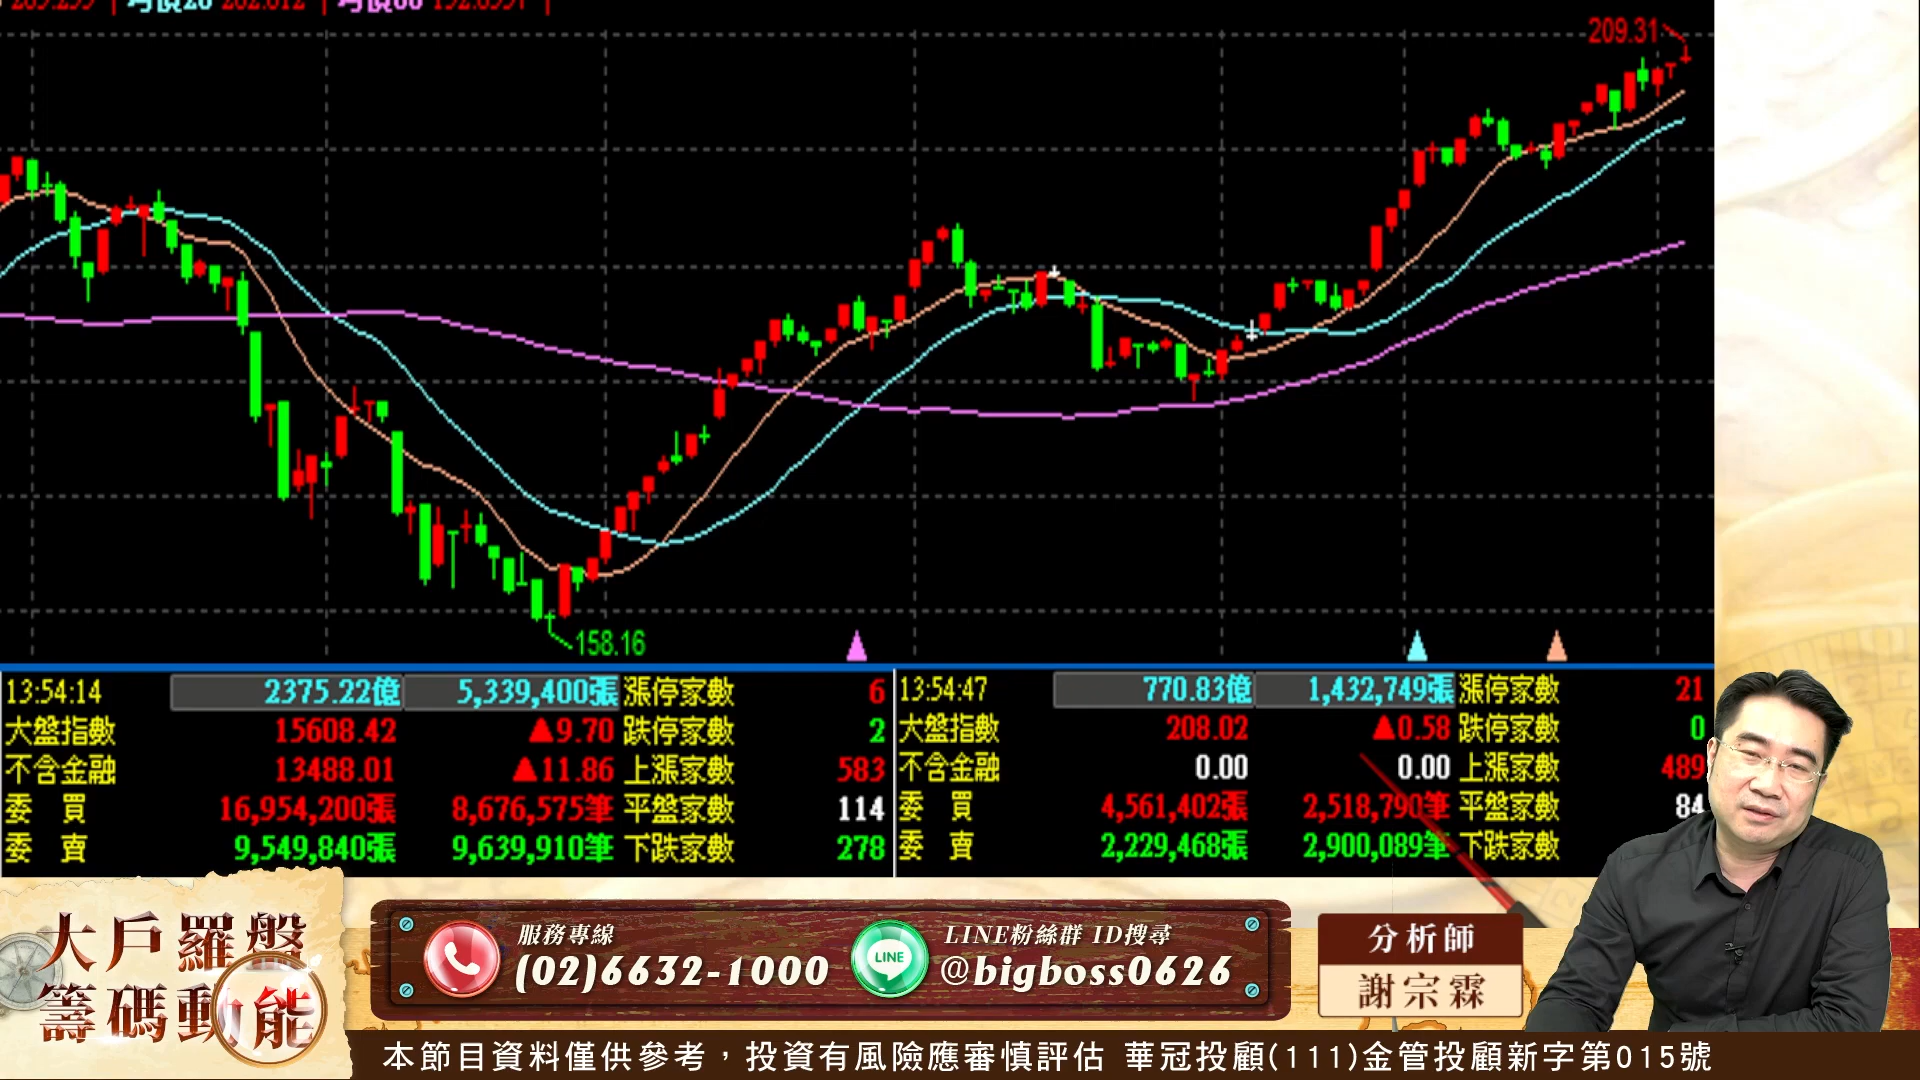 209.31
158.16
13:54:14 2375.22億 5,339,400張 漲停家數 6
大盤指數 15608.42 ▲9.70 跌停家數 2
不含金融 13488.01 ▲11.86 上漲家數 583
委買 16,954,200張 8,676,575筆 平盤家數 114
委賣 9,549,840張 9,639,910筆 下跌家數 278
13:54:47 770.83億 1,432,749張 漲停家數 21
大盤指數 208.02 ▲0.58 跌停家數 0
不含金融 0.00 0.00 上漲家數 489
委買 4,561,402張 2,518,790筆 平盤家數 84
委賣 2,229,468張 2,900,089筆 下跌家數
大戶羅盤
籌碼動能
服務專線
(02)6632-1000
LINE
LINE粉絲群 ID搜尋
@bigboss0626
分析師
謝宗霖
本節目資料僅供參考，投資有風險應審慎評估 華冠投顧(111)金管投顧新字第015號